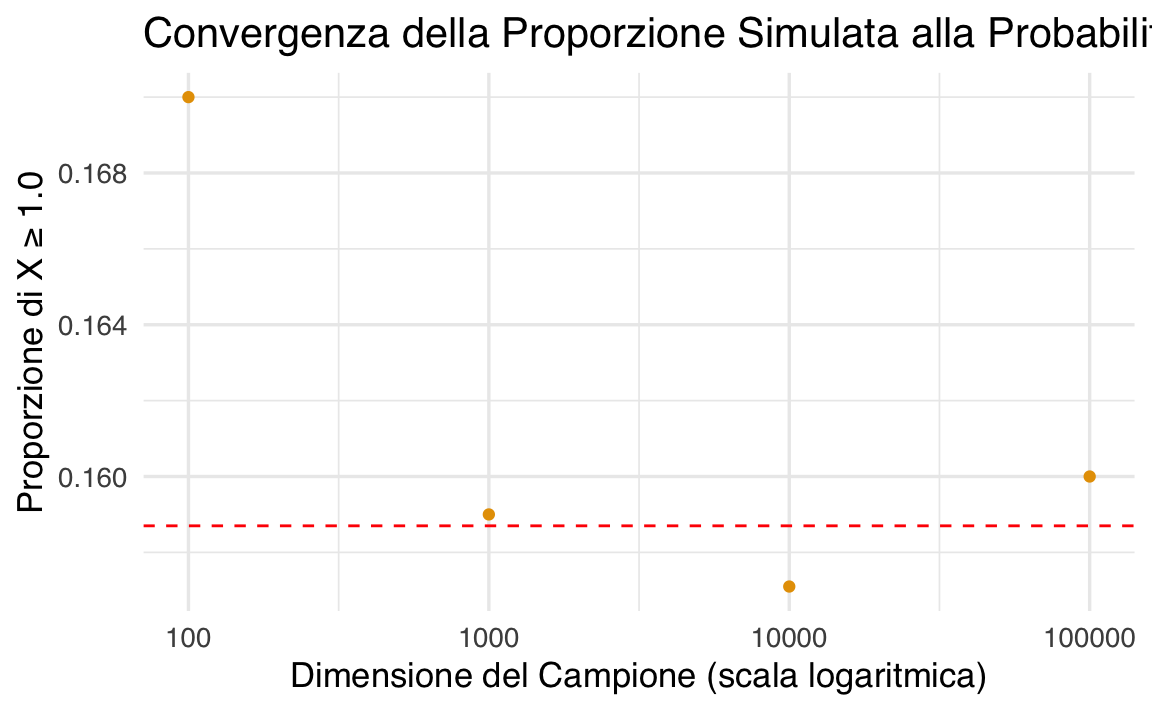 Convergenza della Proporzione Simulata alla Probabilit
Proporzione di X ≥ 1.0
0.168
0.164
0.160
100 1000 10000 100000
Dimensione del Campione (scala logaritmica)